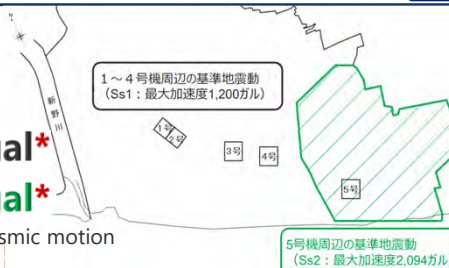 1～4号機周辺の基準地震動
（Ss1：最大加速度1,200ガル）
新野川
1号
2号
3号
4号
5号
gal*
gal*
smic motion
5号機周辺の基準地震動
（Ss2：最大加速度2,094ガル